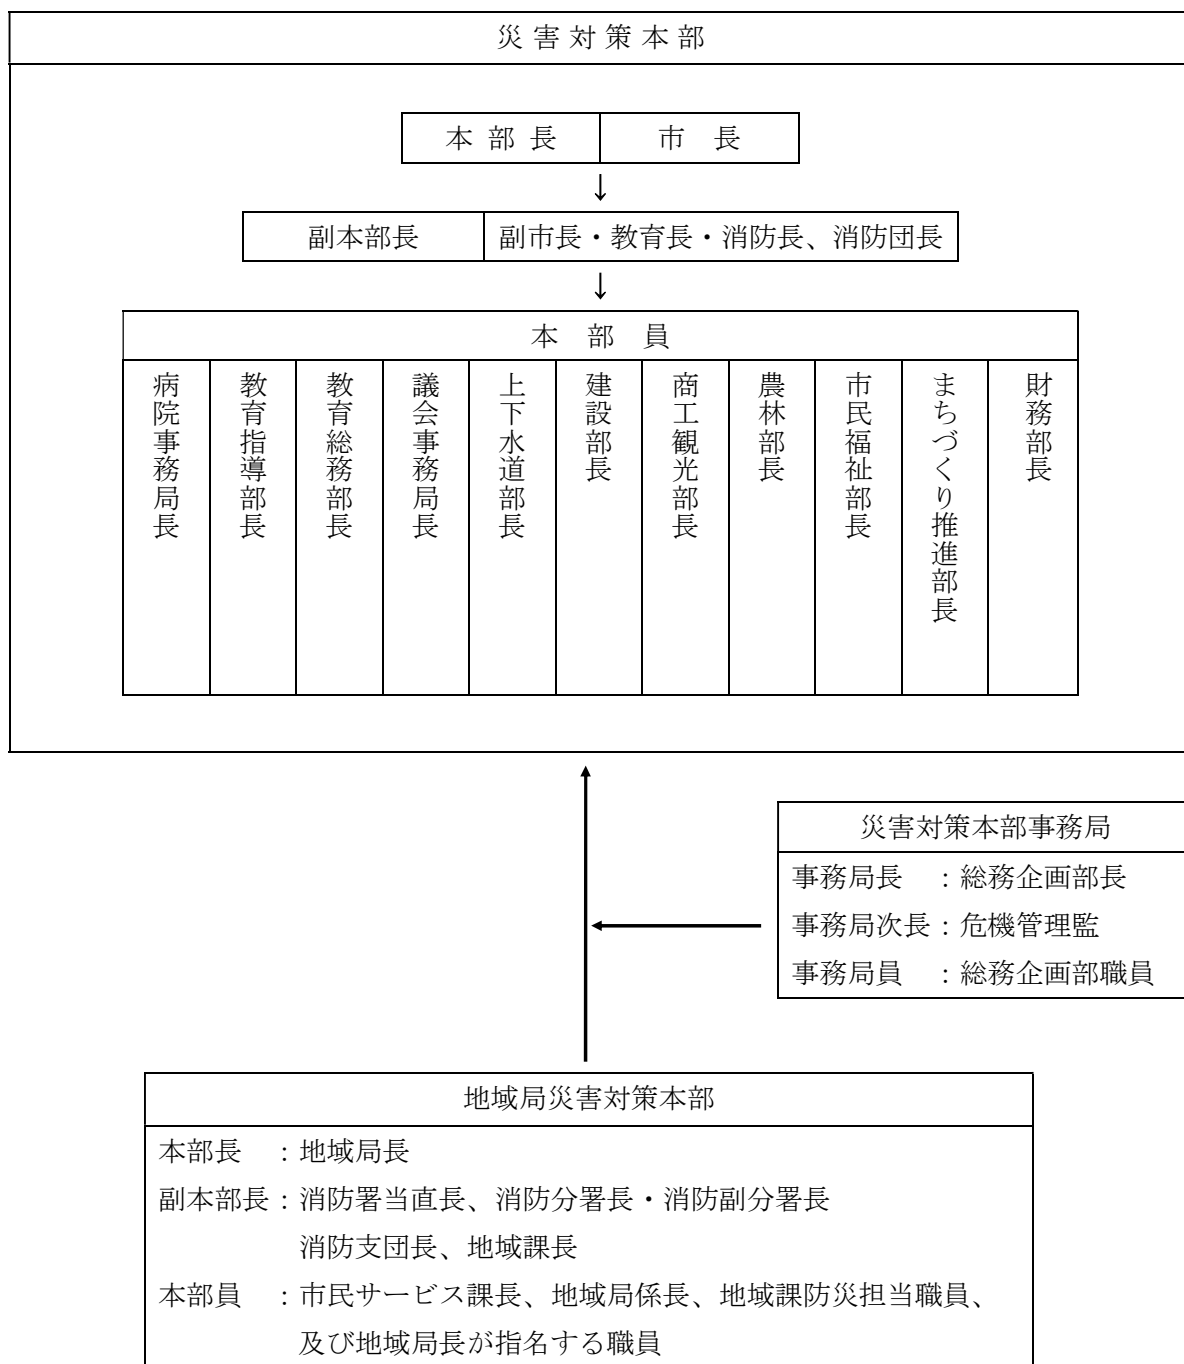 災害対策本部
本部長 市長
↓
副本部長 副市長・教育長・消防長、消防団長
↓
本部員
財務部長
まちづくり推進部長
市民福祉部長
農林部長
商工観光部長
建設部長
上下水道部長
議会事務局長
教育総務部長
教育指導部長
病院事務局長
災害対策本部事務局
事務局長 ：総務企画部長
事務局次長：危機管理監
事務局員 ：総務企画部職員
地域局災害対策本部
本部長 ：地域局長
副本部長：消防署当直長、消防分署長・消防副分署長
消防支団長、地域課長
本部員 ：市民サービス課長、地域局係長、地域課防災担当職員、
及び地域局長が指名する職員